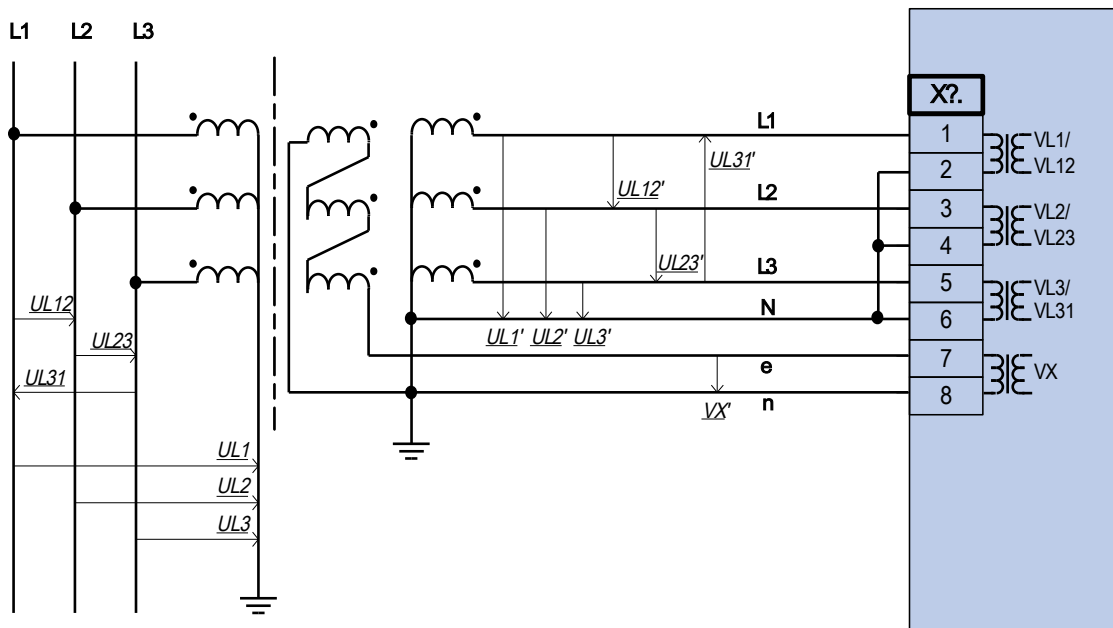 L1 L2 L3
X?.
L1
1
VL1/
UL31'
2
VL12
UL12'
L2
3
VL2/
4
VL23
UL23'
L3
5
VL3/
UL12
N
6
VL31
UL1' UL2' UL3'
UL23
7
e
VX
UL31
8
n
VX'
UL1
UL2
UL3